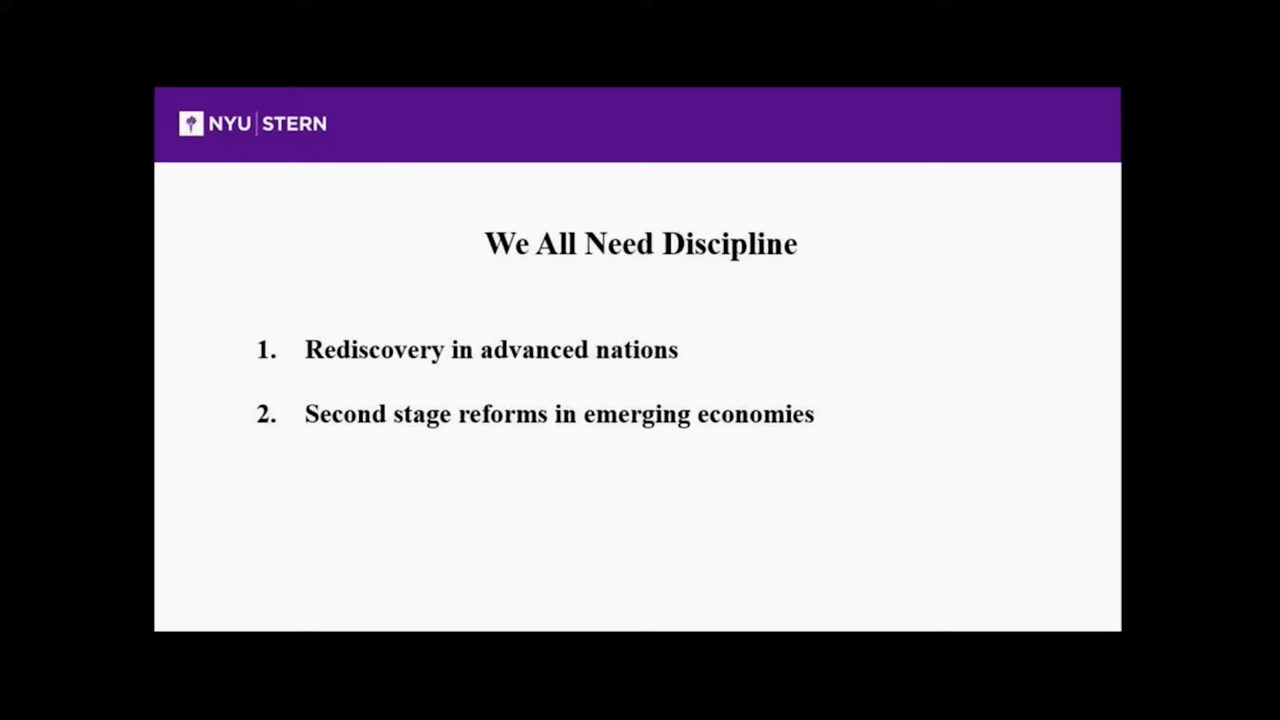 NYU | STERN
We All Need Discipline
1. Rediscovery in advanced nations
2. Second stage reforms in emerging economies